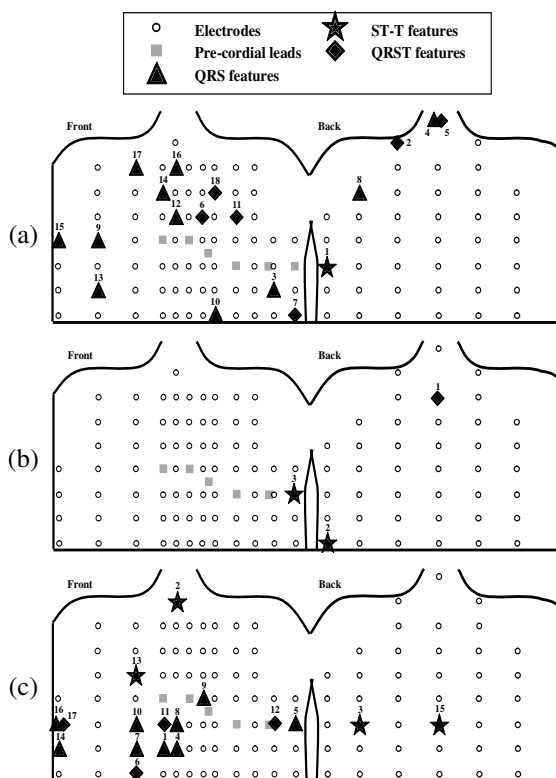 Electrodes
ST-T features
Pre-cordial leads
QRST features
QRS features
Front
Back
4 5
2
17 16
14 18 8
12 6 11
15 9
(a)
1
13 3
10 7
Front
Back
1
(b)
3
2
Front
2
Back
13
9
(c)
16 17 10 11 8 12 5 3 15
14 7 1 4
6